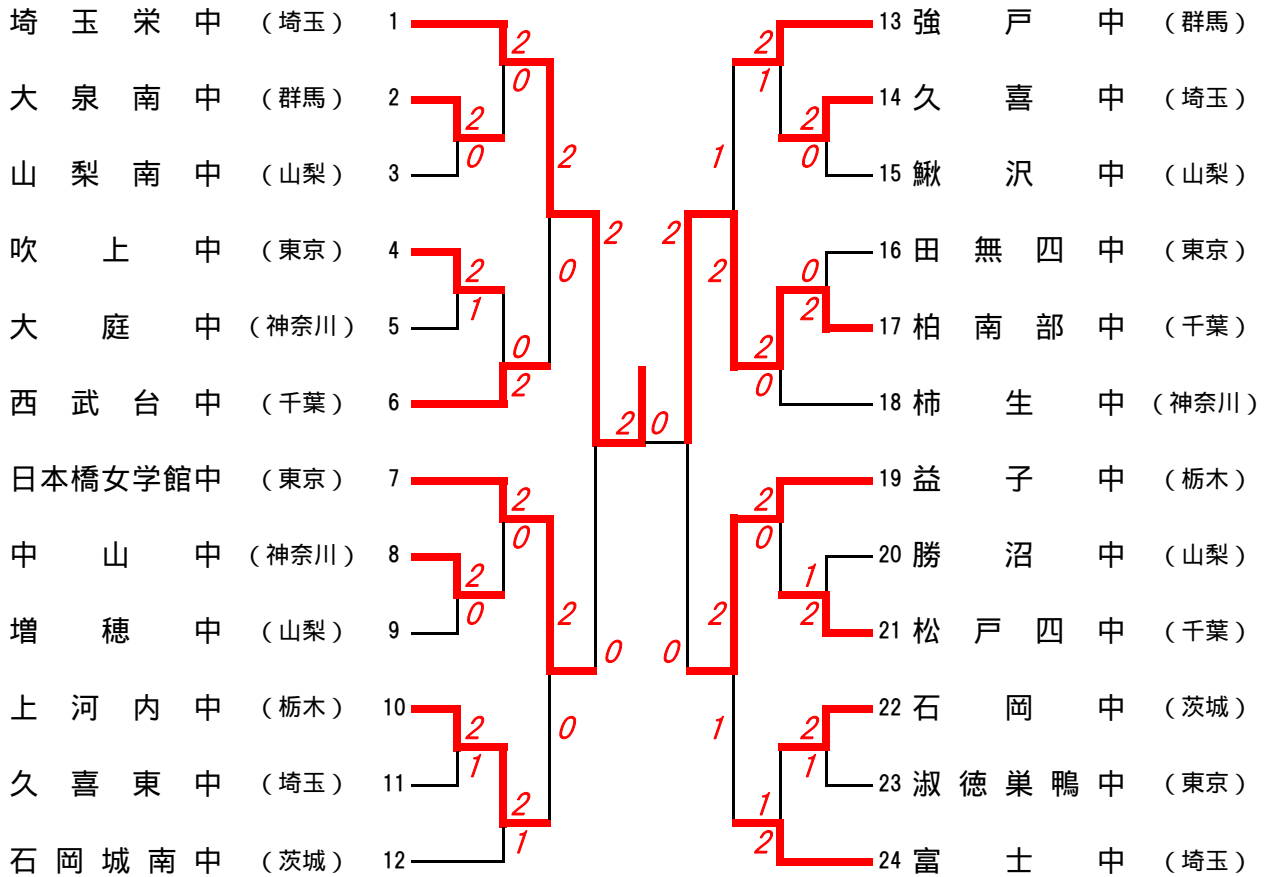 埼玉栄中 (埼玉) 1
大泉南中 (群馬) 2
山梨南中 (山梨) 3
吹上中 (東京) 4
大庭中 (神奈川) 5
西武台中 (千葉) 6
日本橋女学館中 (東京) 7
中山中 (神奈川) 8
増穂中 (山梨) 9
上河内中 (栃木) 10
久喜東中 (埼玉) 11
石岡城南中 (茨城) 12
2
0
2
0
2
1
0
2
2
0
2
0
2
1
2
1
2
0
2
0
2
0
2
0
2
0
1
2
2
1
2
1
2
0
0
2
2
0
2
0
1
2
2
1
1
2
13 強戸中 (群馬)
14 久喜中 (埼玉)
15 鰍沢中 (山梨)
16 田無四中 (東京)
17 柏南部中 (千葉)
18 柿生中 (神奈川)
19 益子中 (栃木)
20 勝沼中 (山梨)
21 松戸四中 (千葉)
22 石岡中 (茨城)
23 淑徳巣鴨中 (東京)
24 富士中 (埼玉)